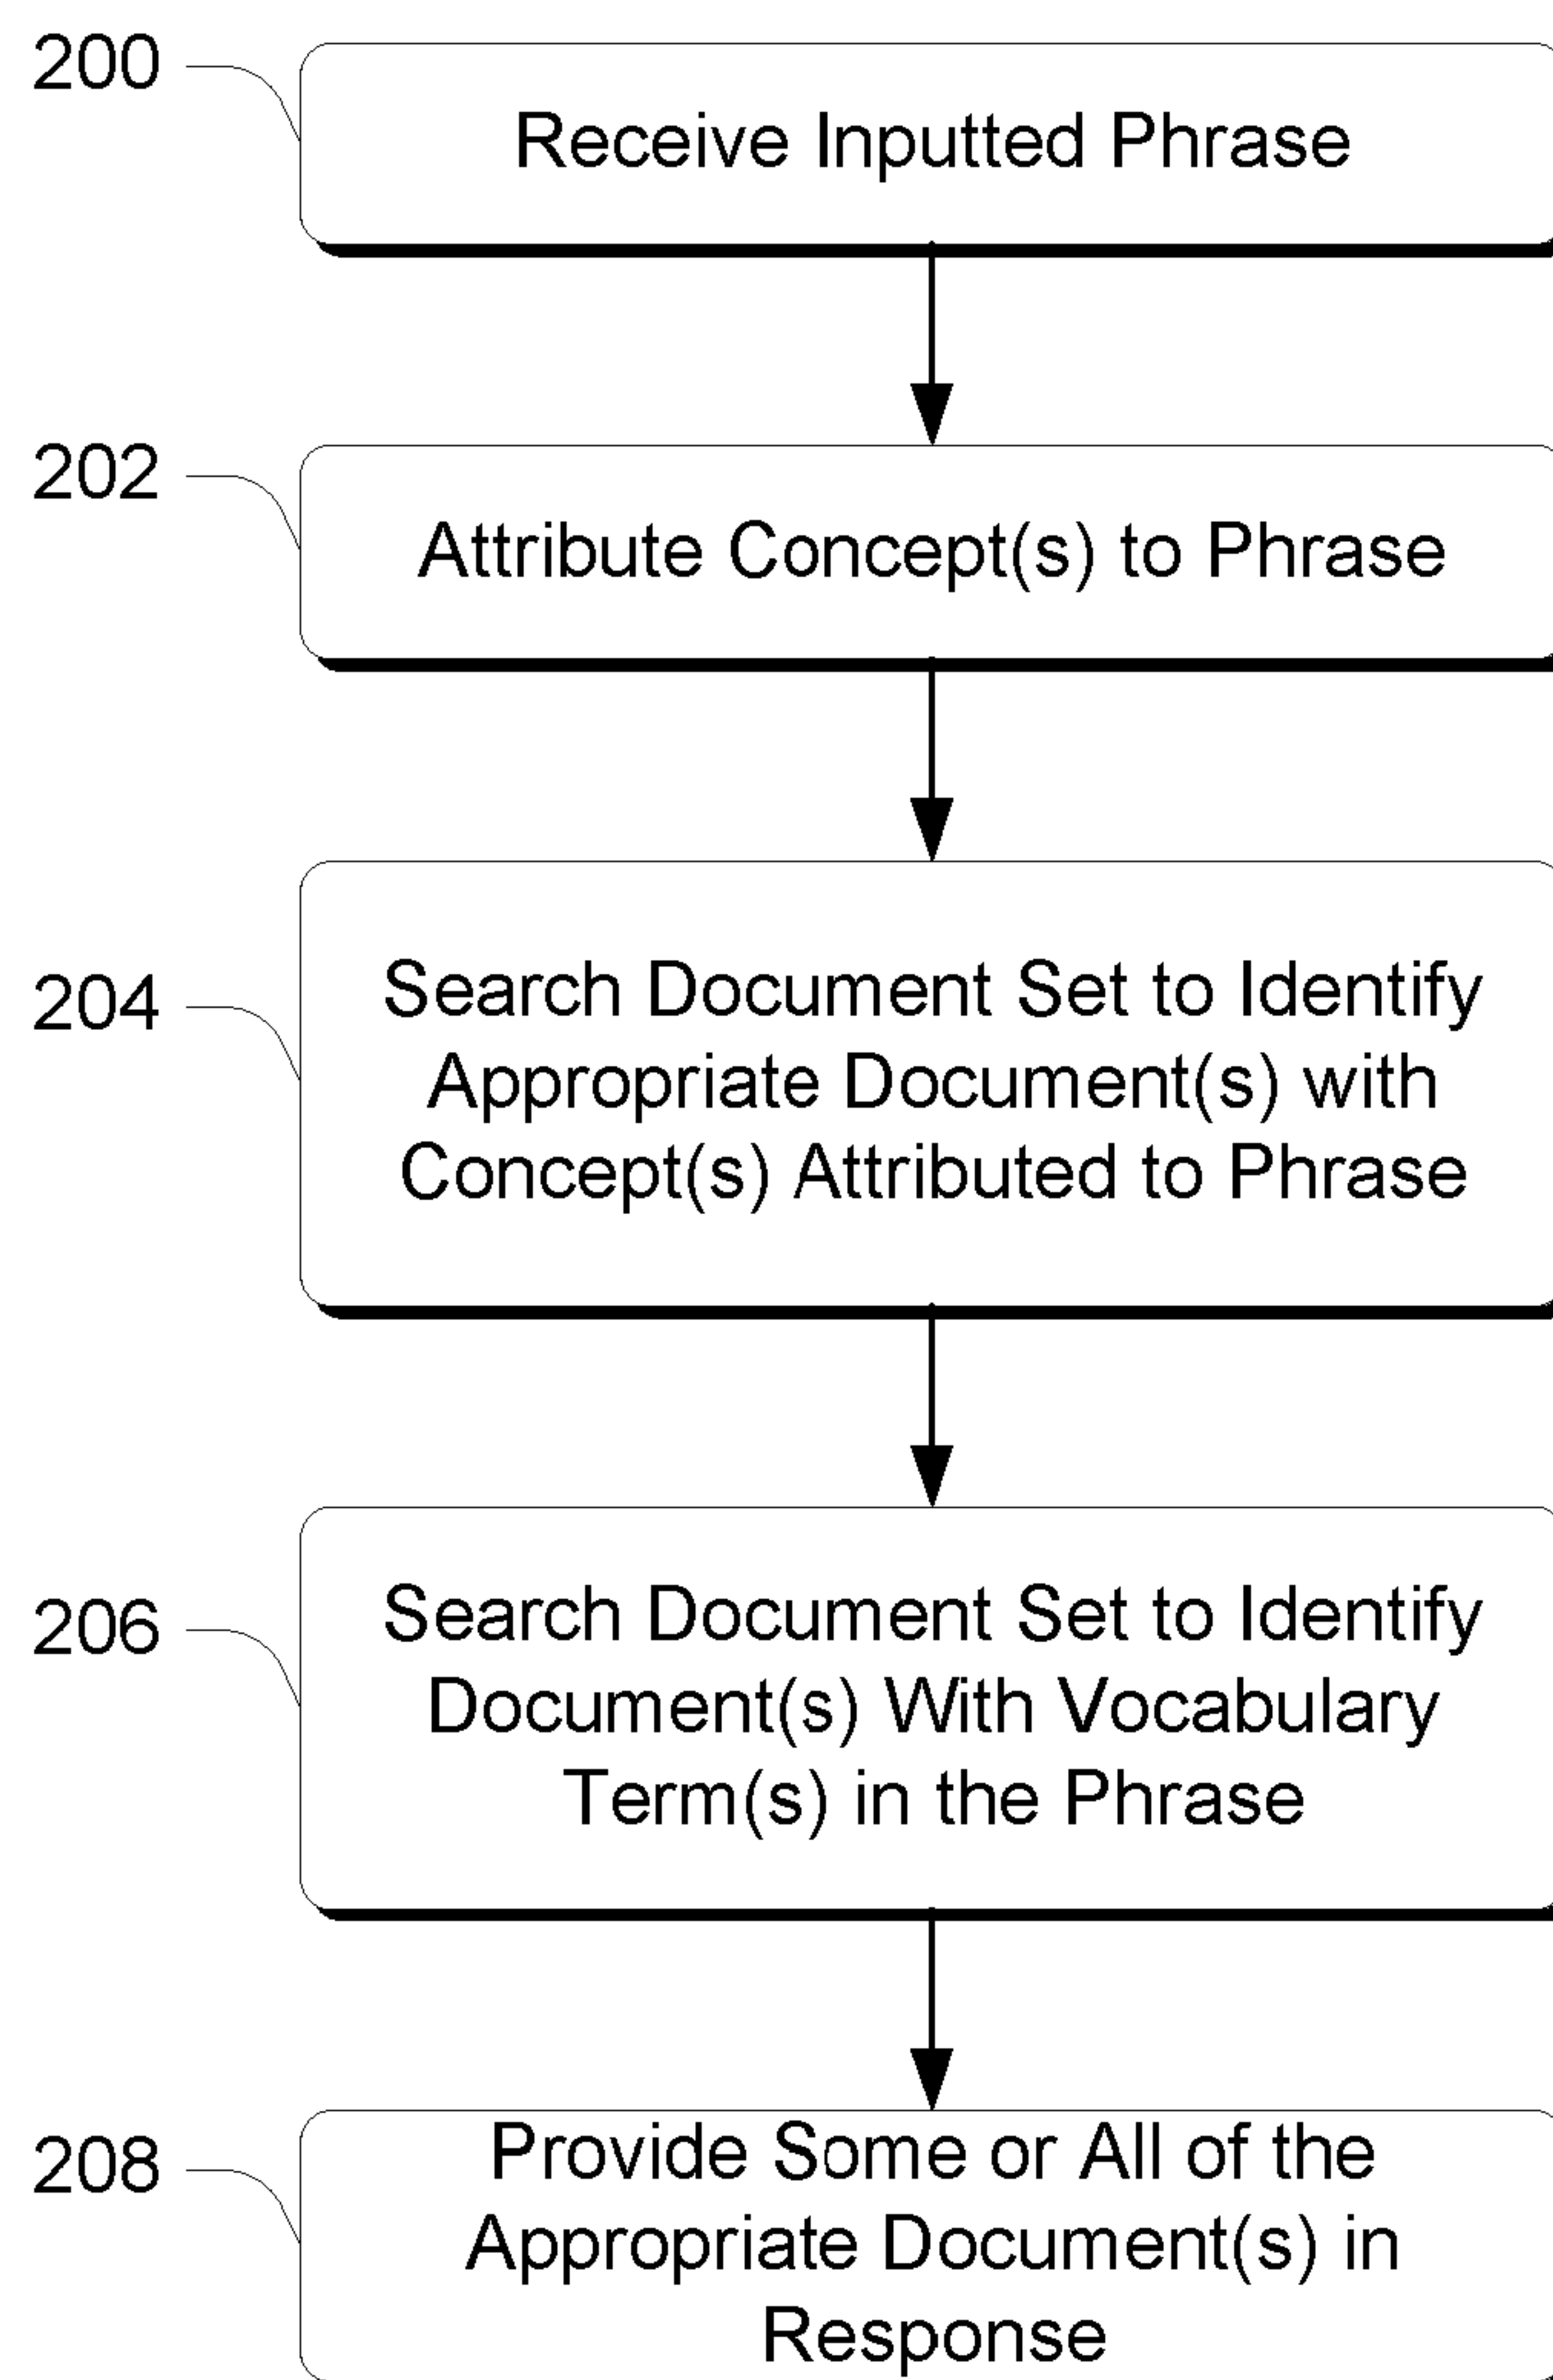 200
Receive Inputted Phrase
202
Attribute Concept(s) to Phrase
204
Search Document Set to Identify
Appropriate Document(s) with
Concept(s) Attributed to Phrase
206
Search Document Set to Identify
Document(s) With Vocabulary
Term(s) in the Phrase
208
Provide Some or All of the
Appropriate Document(s) in
Response